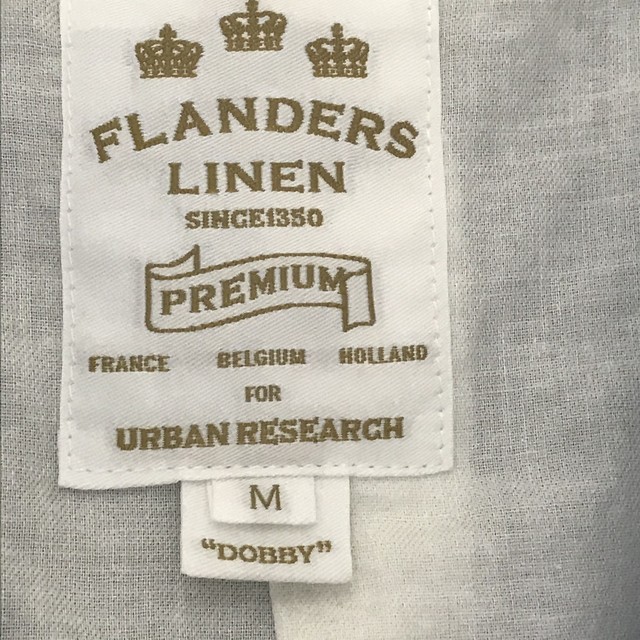 FLANDERS
LINEN
SINCE1350
PREMIUM
FRANCE BELGIUM HOLLAND
FOR
URBAN RESEARCH
M
“DOBBY”